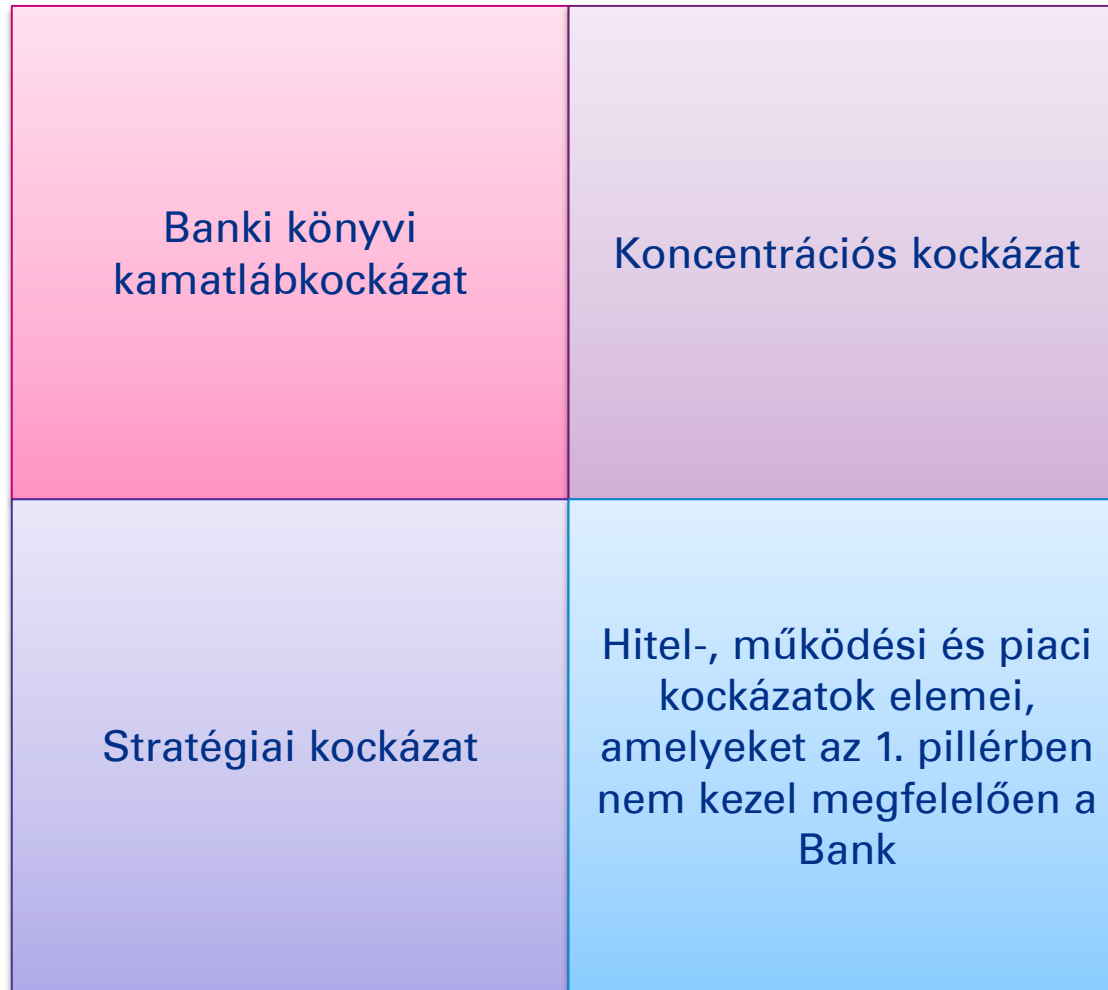 Banki könyvi
kamatlábkockázat
Koncentrációs kockázat
Stratégiai kockázat
Hitel-, működési és piaci
kockázatok elemei,
amelyeket az 1. pillérben
nem kezel megfelelően a
Bank